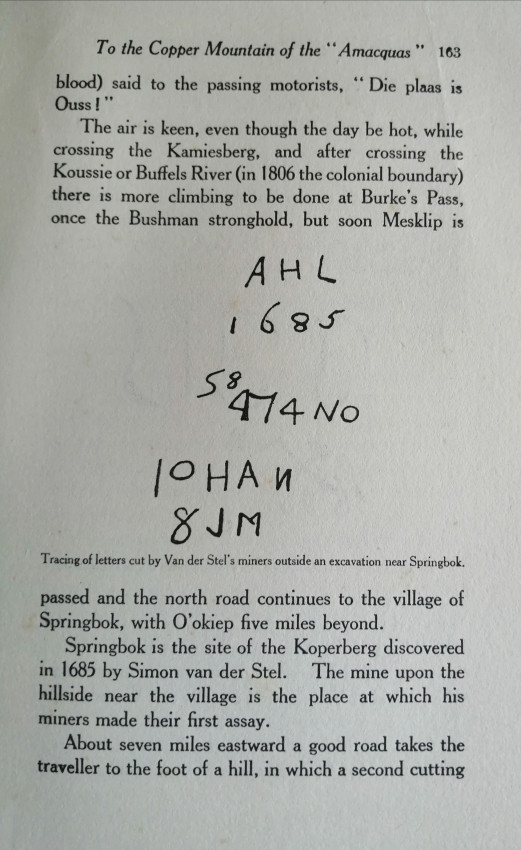 To the Copper Mountain of the "Amacquas" 163
blood) said to the passing motorists, "Die plaas is
Ouss!"
The air is keen, even though the day be hot, while
crossing the Kamiesberg, and after crossing the
Koussie or Buffels River (in 1806 the colonial boundary)
there is more climbing to be done at Burke's Pass,
once the Bushman stronghold, but soon Mesklip is
AHL
1685
58
474 NO
IOHAN
8JM
Tracing of letters cut by Van der Stel's miners outside an excavation near Springbok.
passed and the north road continues to the village of
Springbok, with O'okiep five miles beyond.
Springbok is the site of the Koperberg discovered
in 1685 by Simon van der Stel. The mine upon the
hillside near the village is the place at which his
miners made their first assay.
About seven miles eastward a good road takes the
traveller to the foot of a hill, in which a second cutting